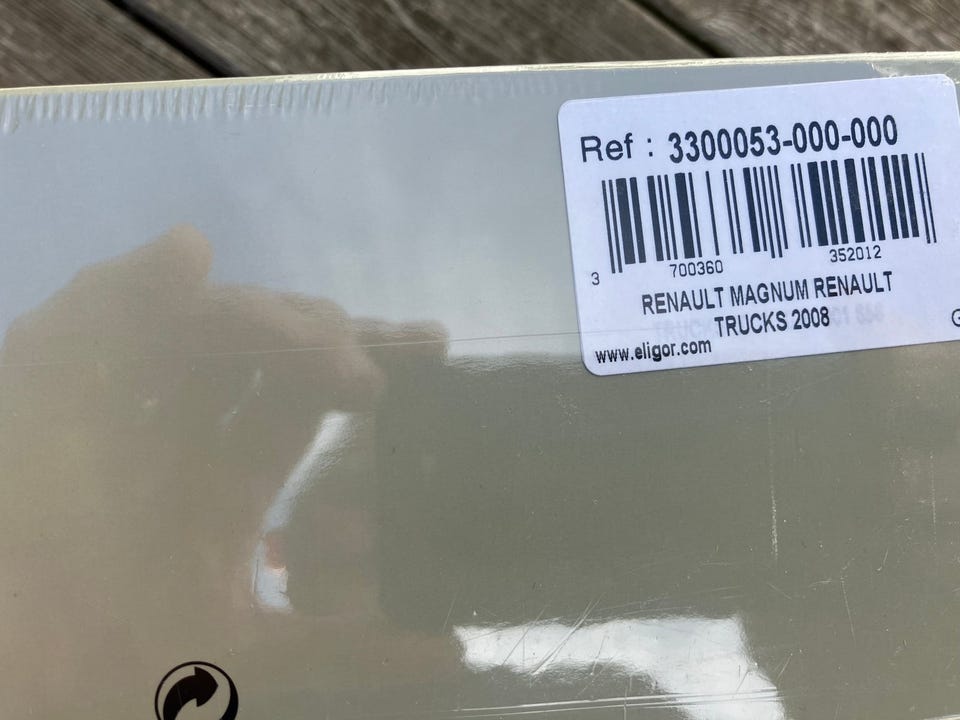 Ref : 3300053-000-000
3 700360 352012
RENAULT MAGNUM RENAULT
TRUCKS 2008
www.eligor.com